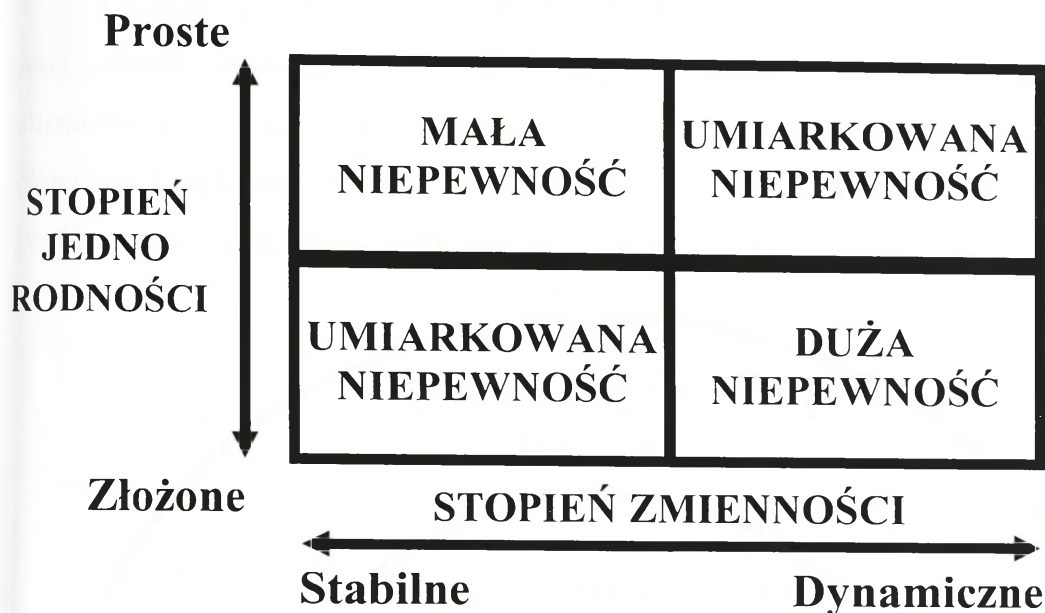 Proste
MAŁA
NIEPEWNOŚĆ
UMIARKOWANA
NIEPEWNOŚĆ
STOPIEŃ
JEDNO
RODNOŚCI
UMIARKOWANA
NIEPEWNOŚĆ
DUŻA
NIEPEWNOŚĆ
Złożone
STOPIEŃ ZMIENNOŚCI
Stabilne
Dynamiczne